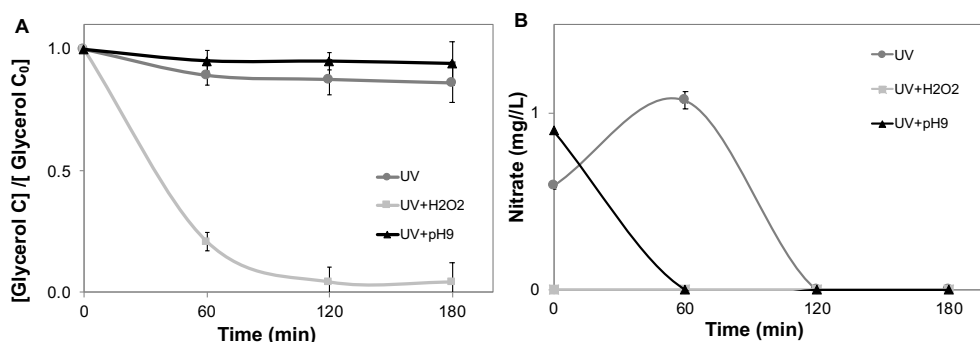 A
[Glycerol C] /[ Glycerol C0]
1.0
0.5
0.0
0
60
120
180
Time (min)
UV
UV+H2O2
UV+pH9
B
Nitrate (mg//L)
1
0
0
60
120
180
Time (min)
UV
UV+H2O2
UV+pH9